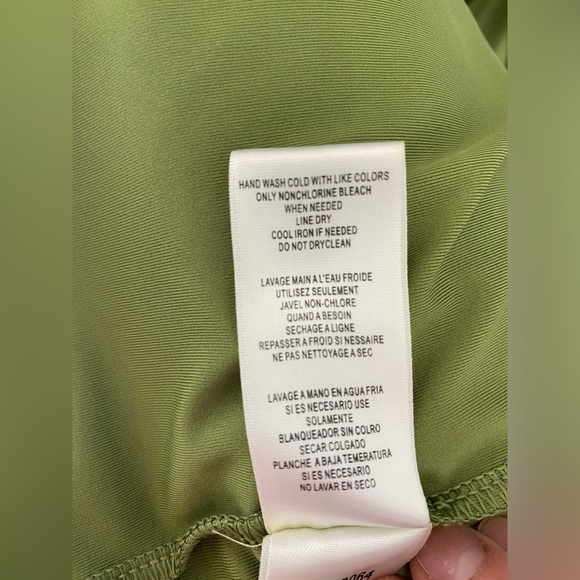 HAND WASH COLD WITH LIKE COLORS
ONLY NONCHLORINE BLEACH
WHEN NEEDED
LINE DRY
COOL IRON IF NEEDED
DO NOT DRYCLEAN
LAVAGE MAIN A L'EAU FROIDE
UTILISEZ SEULEMENT
JAVEL NON-CHLORE
QUAND A BESOIN
SECHAGE A LIGNE
REPASSER A FROID SI NESSAIRE
NE PAS NETTOYAGE A SEC
LAVAGE A MANO EN AGUA FRIA
SI ES NECESARIO USE
SOLAMENTE
BLANQUEADOR SIN COLRO
SECAR COLGADO
PLANCHE A BAJA TEMERATURA
SI ES NECESARIO
NO LAVAR EN SECO